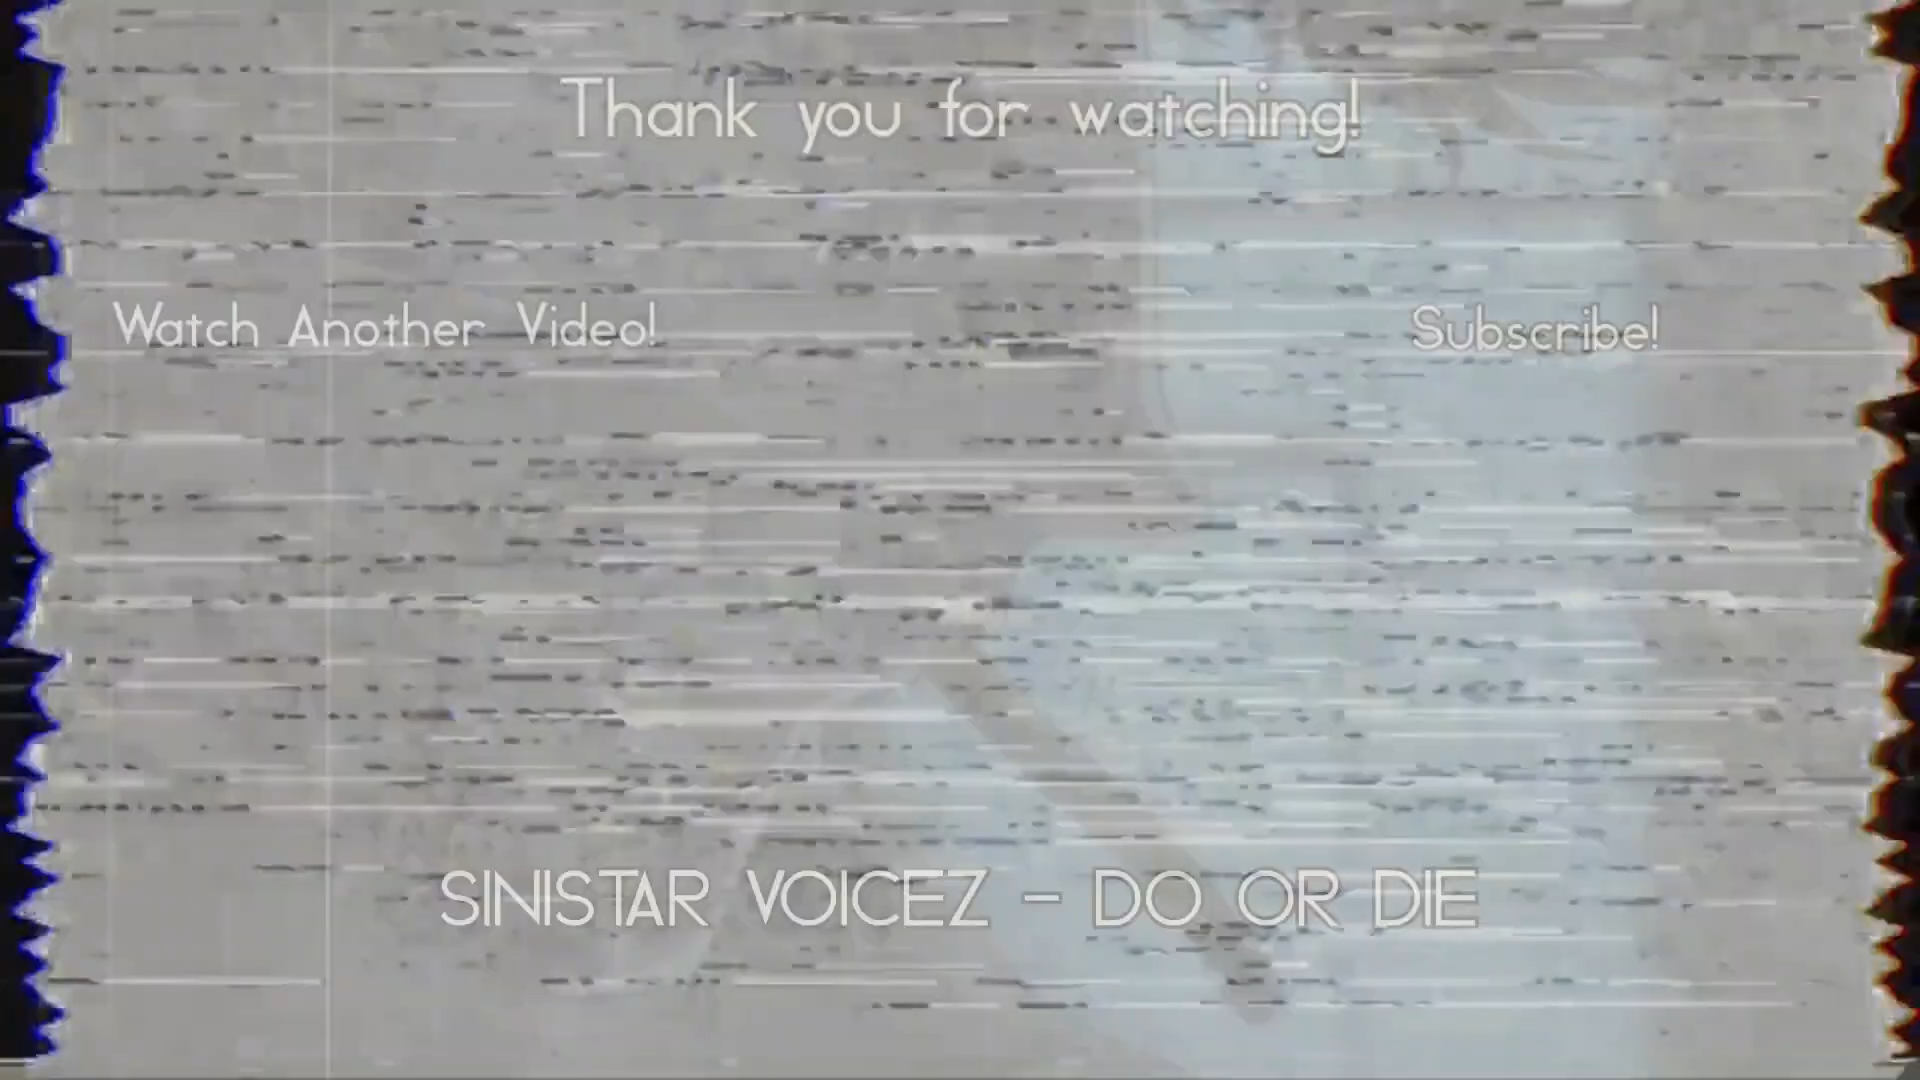 Thank you for watching!
Watch Another Video!
Subscribe!
SINISTAR VOICEZ - DO OR DIE